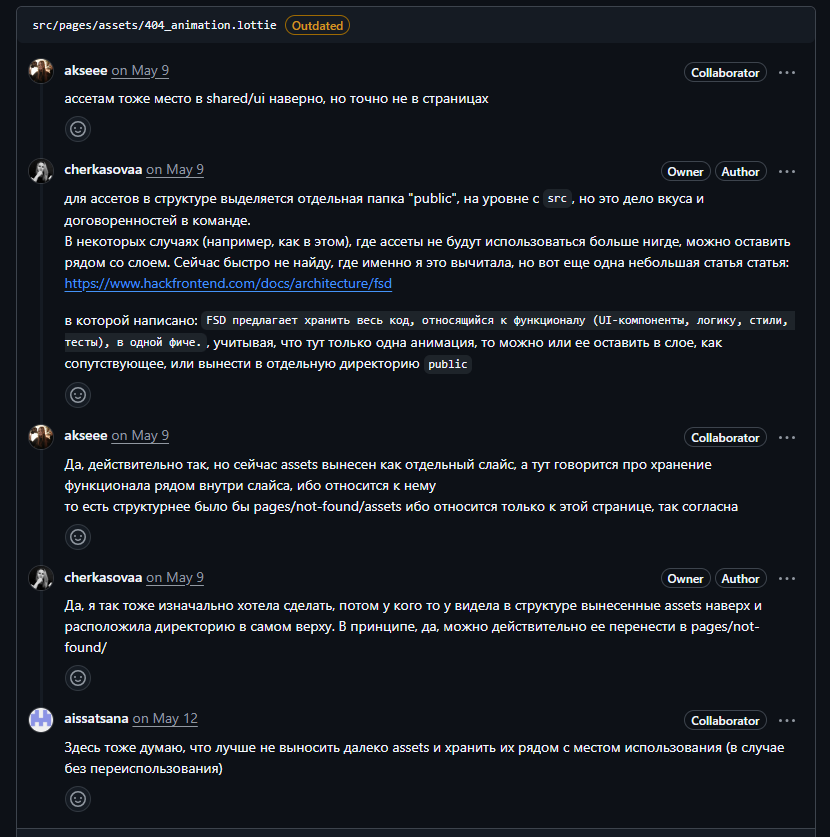 src/pages/assets/404_animation.lottie Outdated
akseee on May 9 Collaborator
ассетам тоже место в shared/ui наверно, но точно не в страницах
cherkasovaa on May 9 Owner Author
для ассетов в структуре выделяется отдельная папка "public", на уровне с src, но это дело вкуса и
договоренностей в команде.
В некоторых случаях (например, как в этом), где ассеты не будут использоваться больше нигде, можно оставить
рядом со слоем. Сейчас быстро не найду, где именно я это вычитала, но вот еще одна небольшая статья статья:
https://www.hackfrontend.com/docs/architecture/fsd
в которой написано: FSD предлагает хранить весь код, относящийся к функционалу (UI-компоненты, логику, стили,
тесты), в одной фиче. , учитывая, что тут только одна анимация, то можно или ее оставить в слое, как
сопутствующее, или вынести в отдельную директорию public
akseee on May 9 Collaborator
Да, действительно так, но сейчас assets вынесен как отдельный слайс, а тут говорится про хранение
функционала рядом внутри слайса, ибо относится к нему
то есть структурнее было бы pages/not-found/assets ибо относится только к этой странице, так согласна
cherkasovaa on May 9 Owner Author
Да, я так тоже изначально хотела сделать, потом у кого то у видела в структуре вынесенные assets наверх и
расположила директорию в самом верху. В принципе, да, можно действительно ее перенести в pages/not-
found/
aissatsana on May 12 Collaborator
Здесь тоже думаю, что лучше не выносить далеко assets и хранить их рядом с местом использования (в случае
без переиспользования)